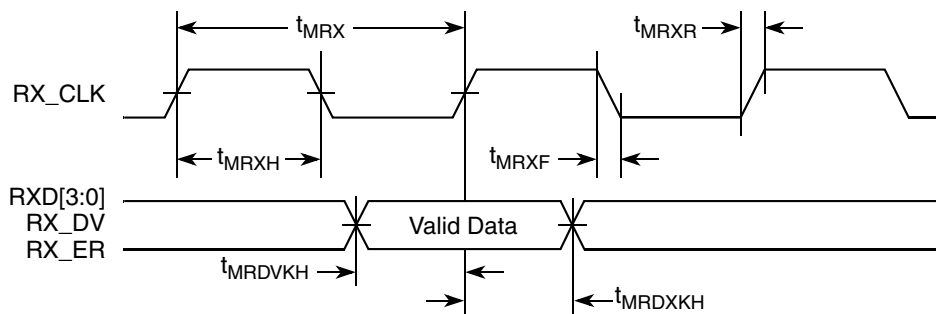 tMRX
tMRXR
RX_CLK
tMRXH
tMRXF
RXD[3:0]
RX_DV
RX_ER
Valid Data
tMRDVKH
tMRDXKH